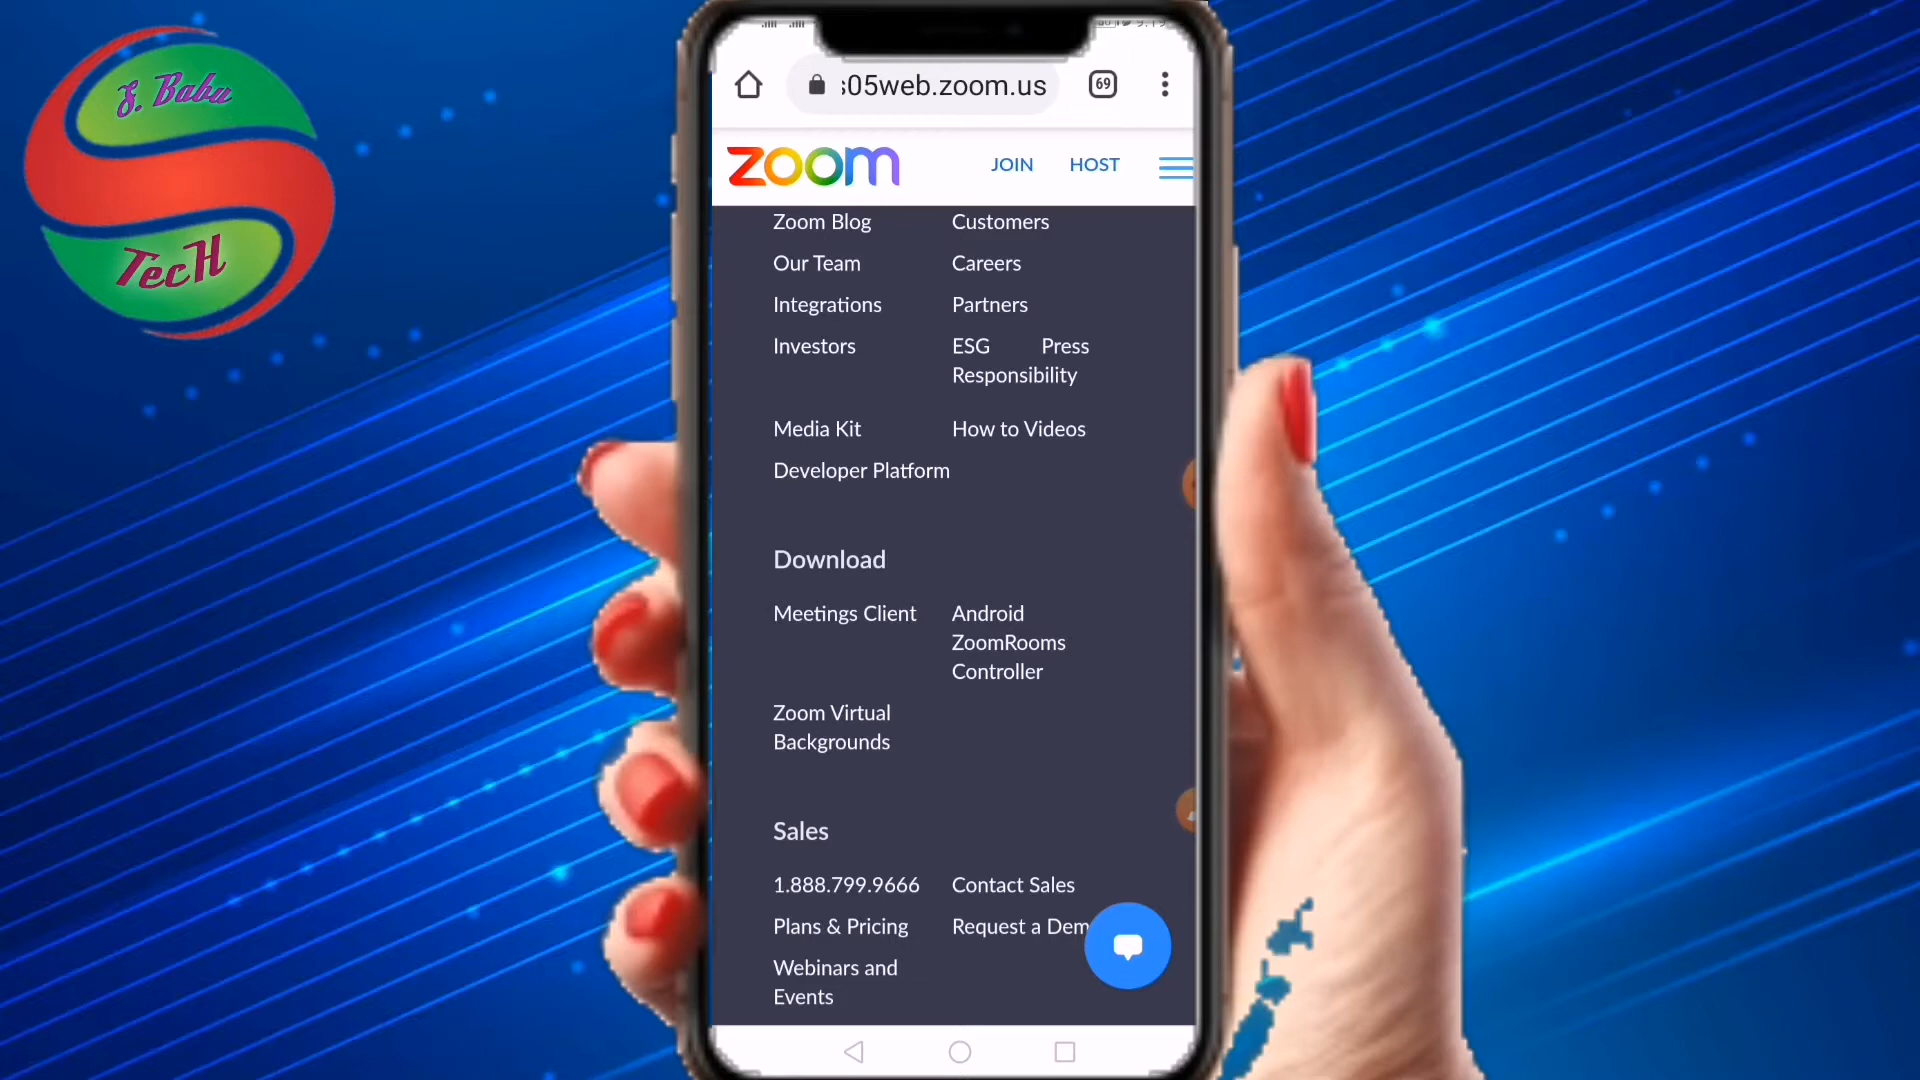 S. Babu
TecH
s05web.zoom.us
69
zoom
JOIN
HOST
Zoom Blog
Customers
Our Team
Careers
Integrations
Partners
Investors
ESG Press
Responsibility
Media Kit
How to Videos
Developer Platform
Download
Meetings Client
Android
ZoomRooms
Controller
Zoom Virtual
Backgrounds
Sales
1.888.799.9666
Contact Sales
Plans & Pricing
Request a Dem
Webinars and
Events